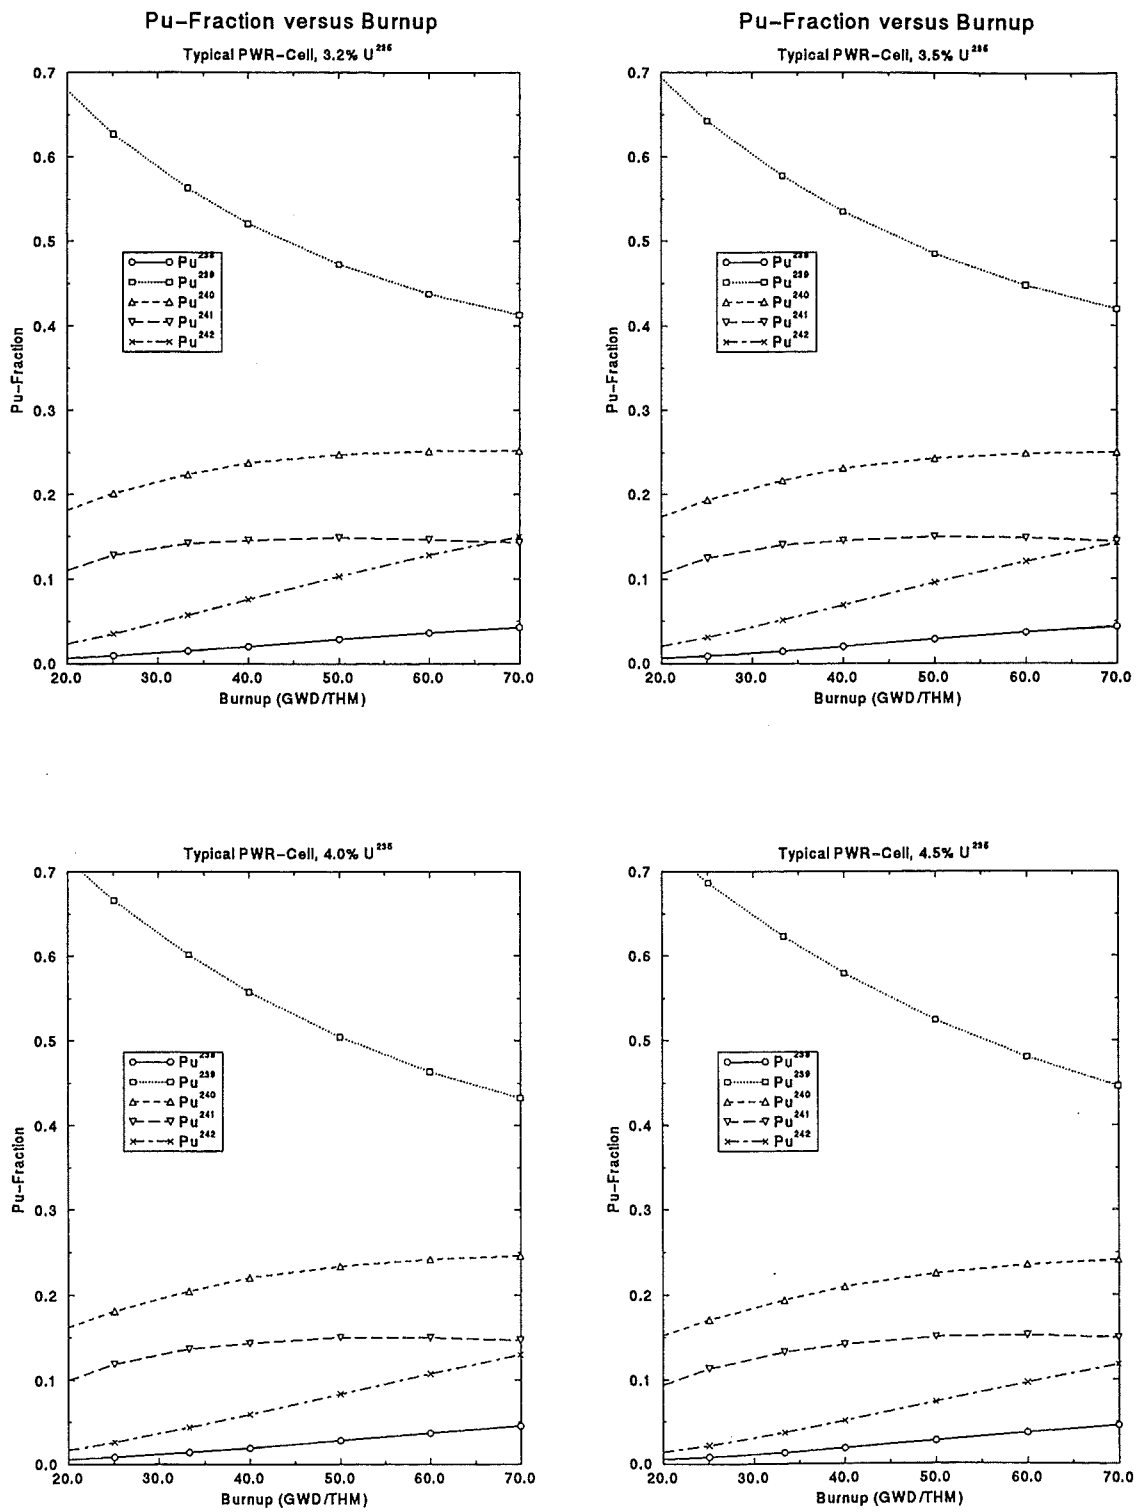 Pu-Fraction versus Burnup
Typical PWR-Cell, 3.2% U²³⁵
0.7
0.6
0.5
0.4
0.3
0.2
0.1
0.0
Pu-Fraction
Pu²³⁸
Pu²³⁹
Pu²⁴⁰
Pu²⁴¹
Pu²⁴²
20.0 30.0 40.0 50.0 60.0 70.0
Burnup (GWD/THM)
Pu-Fraction versus Burnup
Typical PWR-Cell, 3.5% U²³⁵
0.7
0.6
0.5
0.4
0.3
0.2
0.1
0.0
Pu-Fraction
Pu²³⁸
Pu²³⁹
Pu²⁴⁰
Pu²⁴¹
Pu²⁴²
20.0 30.0 40.0 50.0 60.0 70.0
Burnup (GWD/THM)
Typical PWR-Cell, 4.0% U²³⁵
0.7
0.6
0.5
0.4
0.3
0.2
0.1
0.0
Pu-Fraction
Pu²³⁸
Pu²³⁹
Pu²⁴⁰
Pu²⁴¹
Pu²⁴²
20.0 30.0 40.0 50.0 60.0 70.0
Burnup (GWD/THM)
Typical PWR-Cell, 4.5% U²³⁵
0.7
0.6
0.5
0.4
0.3
0.2
0.1
0.0
Pu-Fraction
Pu²³⁸
Pu²³⁹
Pu²⁴⁰
Pu²⁴¹
Pu²⁴²
20.0 30.0 40.0 50.0 60.0 70.0
Burnup (GWD/THM)